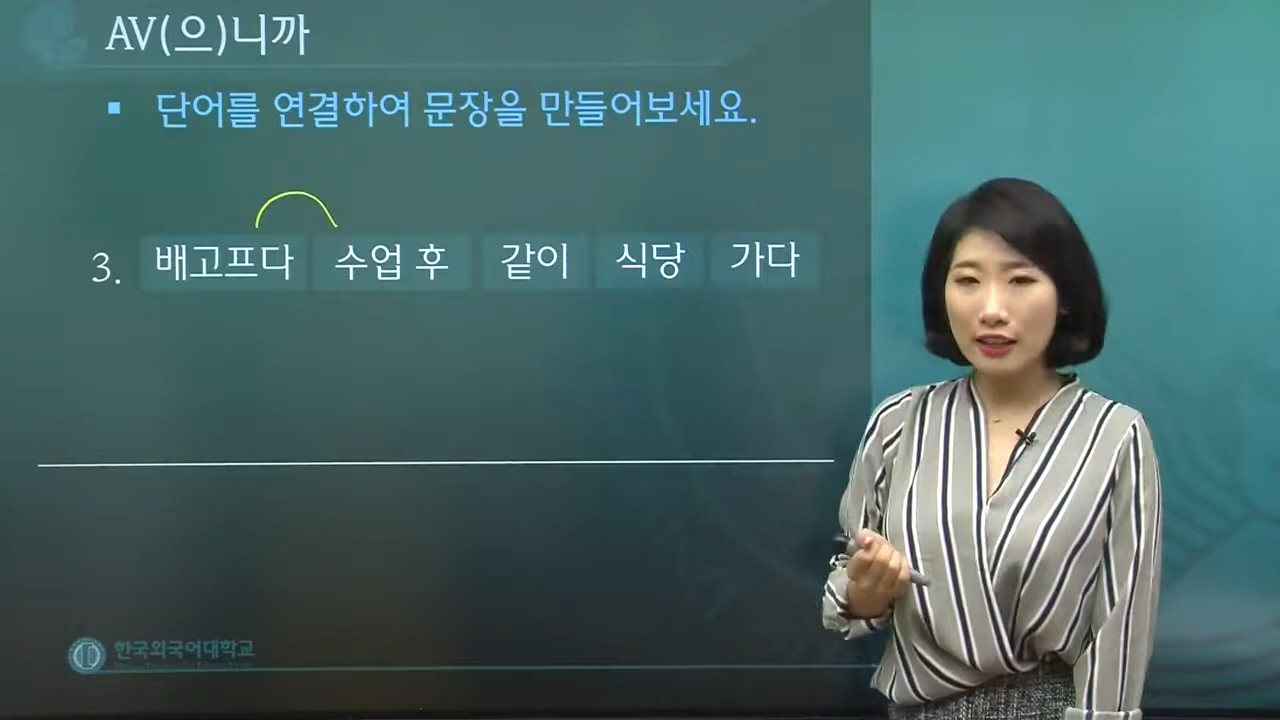 AV(으)니까
▪ 단어를 연결하여 문장을 만들어보세요.
3. 배고프다 수업 후 같이 식당 가다
한국외국어대학교